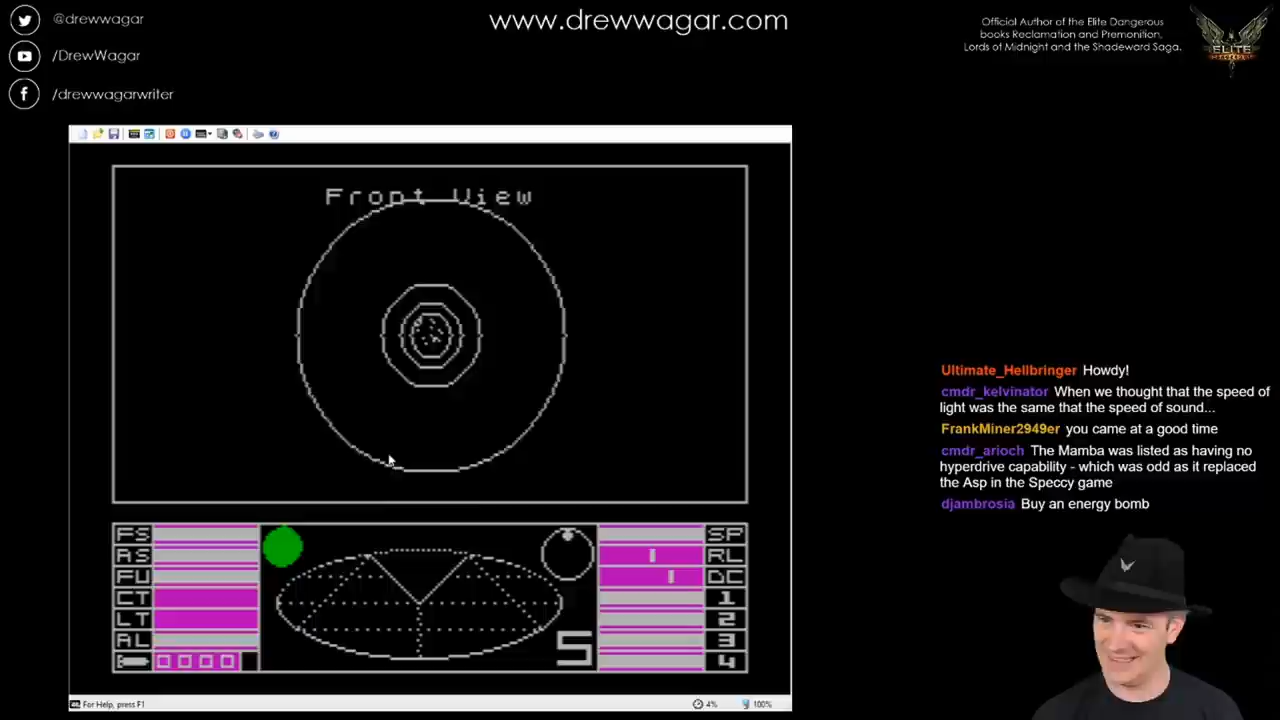 @drewwagar
/DrewWagar
/drewwagarwriter
www.drewwagar.com
Official Author of the Elite Dangerous
books Reclamation and Premonition,
Lords of Midnight and the Shadeward Saga.
ELITE
Front View
Ultimate_Hellbringer Howdy!
cmdr_kelvinator When we thought that the speed of
light was the same that the speed of sound...
FrankMiner2949er you came at a good time
cmdr_arioch The Mamba was listed as having no
hyperdrive capability - which was odd as it replaced
the Asp in the Speccy game
djambrosia Buy an energy bomb
FS
AS
FU
CT
LT
AL
S
SP
RL
DC
1
2
3
4
For Help, press F1
4%
100%